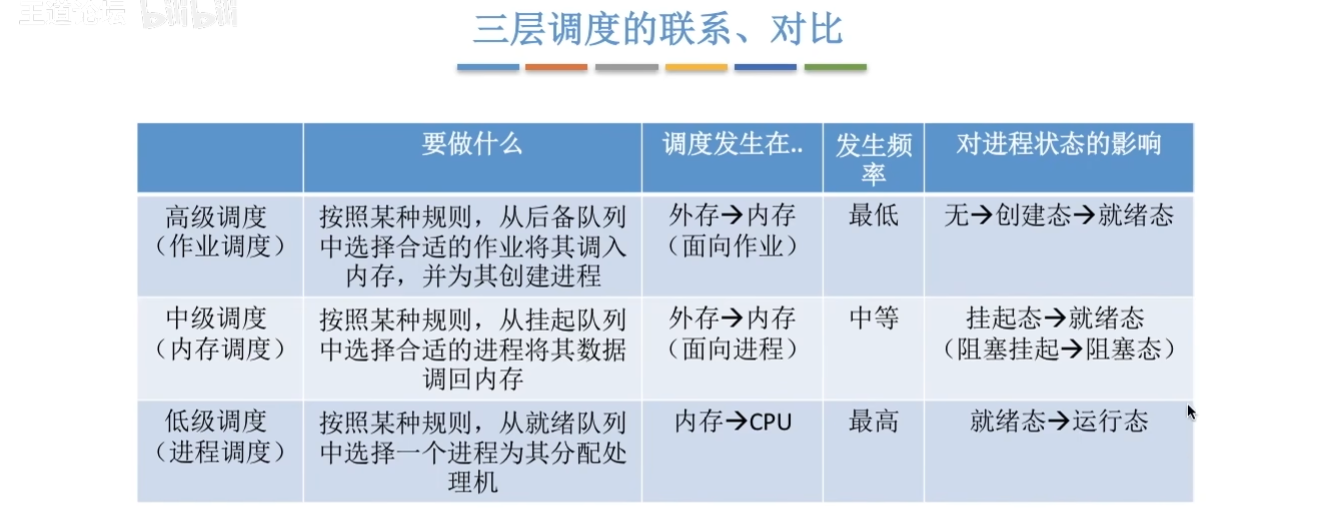 王道论坛 bilibili
三层调度的联系、对比
要做什么
调度发生在..
发生频
率
对进程状态的影响
高级调度
（作业调度）
按照某种规则，从后备队列
中选择合适的作业将其调入
内存，并为其创建进程
外存→内存
（面向作业）
最低
无→创建态→就绪态
中级调度
（内存调度）
按照某种规则，从挂起队列
中选择合适的进程将其数据
调回内存
外存→内存
（面向进程）
中等
挂起态→就绪态
（阻塞挂起→阻塞态）
低级调度
（进程调度）
按照某种规则，从就绪队列
中选择一个进程为其分配处
理机
内存→CPU
最高
就绪态→运行态